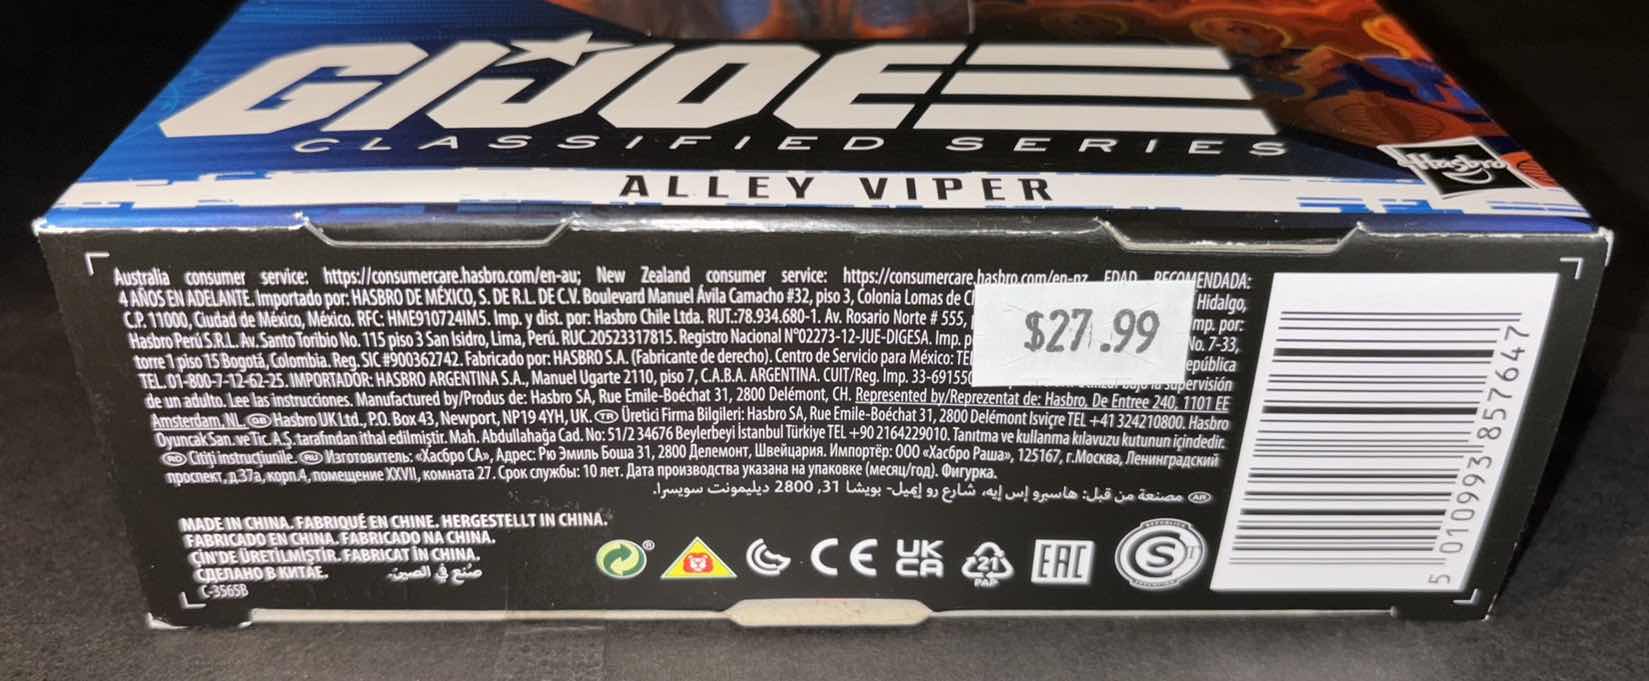 GI JOE
CLASSIFIED SERIES
Hasbro
ALLEY VIPER
Australia consumer service: https://consumercare.hasbro.com/en-au; New Zealand consumer service: https://consumercare.hasbro.com/en-nz EDAD RECOMENDADA:
4 AÑOS EN ADELANTE. Importado por: HASBRO DE MÉXICO, S. DE R.L. DE C.V. Boulevard Manuel Ávila Camacho #32, piso 3, Colonia Lomas de Hidalgo,
C.P. 11000, Ciudad de México, México. RFC: HME910724IM5. Imp. y dist. por: Hasbro Chile Ltda. RUT.:78.934.680-1. Av. Rosario Norte # 555, mp. por:
Hasbro Perú S.R.L. Av. Santo Toribio No. 115 piso 3 San Isidro, Lima, Perú. RUC.20523317815. Registro Nacional N°02273-12-JUE-DIGESA. Imp. No. 7-33,
torre 1 piso 15 Bogotá, Colombia. Reg. SIC #900362742. Fabricado por: HASBRO S.A. (Fabricante de derecho). Centro de Servicio para México: epública
TEL. 01-800-7-12-62-25. IMPORTADOR: HASBRO ARGENTINA S.A., Manuel Ugarte 2110, piso 7, C.A.B.A. ARGENTINA. CUIT/Reg. Imp. 33-69155 supervisión
de un adulto. Lee las instrucciones. Manufactured by/Produs de: Hasbro SA, Rue Emile-Boéchat 31, 2800 Delémont, CH. Represented by/Reprezentat de: Hasbro, De Entree 240, 1101 EE
Amsterdam, NL. GB Hasbro UK Ltd., P.O. Box 43, Newport, NP19 4YH, UK. TR Üretici Firma Bilgileri: Hasbro SA, Rue Emile-Boéchat 31, 2800 Delémont Isviçre TEL +41 324210800. Hasbro
Oyuncak San. ve Tic. A.Ş. tarafından ithal edilmiştir. Mah. Abdullahağa Cad. No: 51/2 34676 Beylerbeyi İstanbul Türkiye TEL +90 2164229010. Tanıtma ve kullanma kılavuzu kutunun içindedir.
RO Citiți instrucțiunile. RU Изготовитель: «Хасбро СА», Адрес: Рю Эмиль Боша 31, 2800 Делемонт, Швейцария. Импортёр: ООО «Хасбро Раша», 125167, г.Москва, Ленинградский
проспект, д.37а, корп.4, помещение XXVII, комната 27. Срок службы: 10 лет. Дата производства указана на упаковке (месяц/год). Фигурка.
AR مصنعة من قبل: هاسبرو إس إيه، شارع رو إيميل- بويشا 31, 2800 ديليمونت سويسرا.
$27.99
MADE IN CHINA. FABRIQUÉ EN CHINE. HERGESTELLT IN CHINA.
FABRICADO EN CHINA. FABRICADO NA CHINA.
ÇİN'DE ÜRETİLMİŞTİR. FABRICAT ÎN CHINA.
СДЕЛАНО В КИТАЕ. صُنع في الصين.
C-3565B
CE UK CA 21 PAP EAC S
5 010993 857647